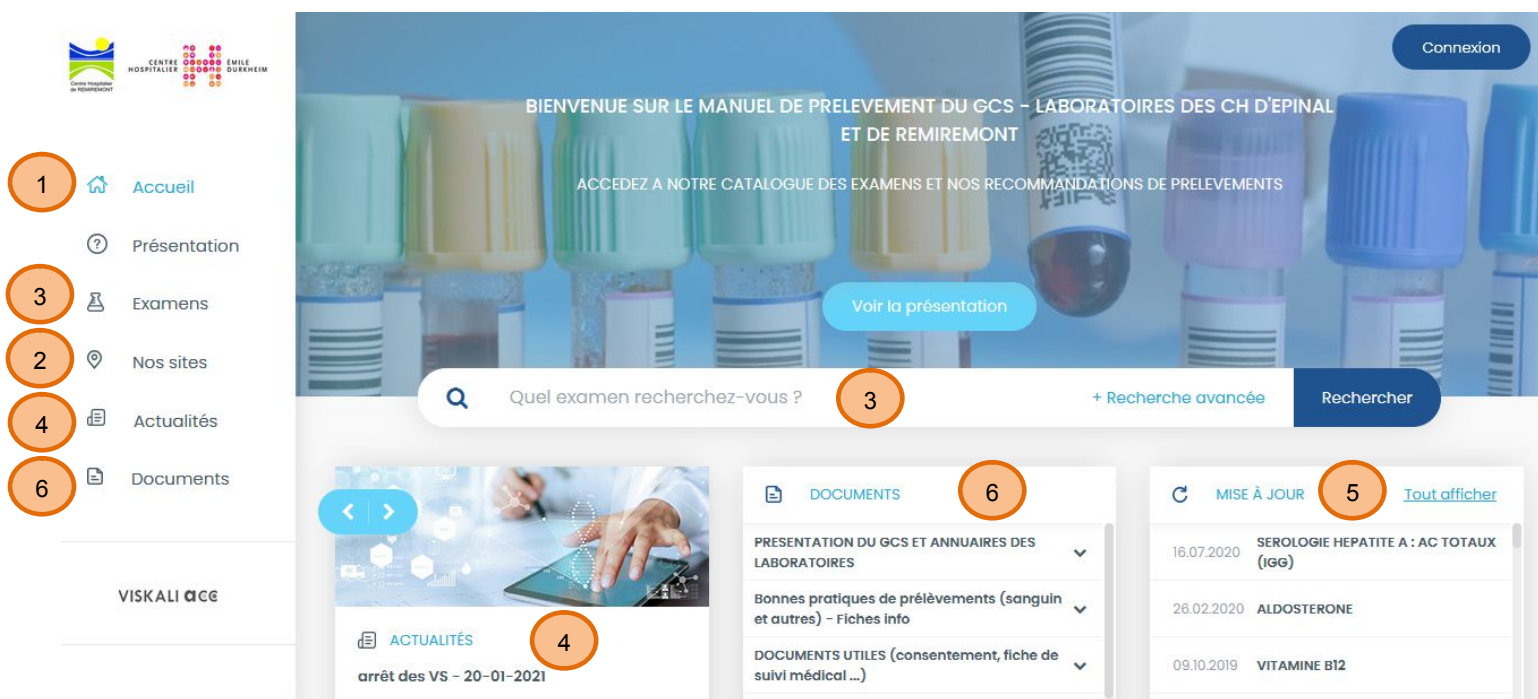 Centre Hospitalier
de REMIREMONT
CENTRE
HOSPITALIER
ÉMILE
DURKHEIM
Connexion
BIENVENUE SUR LE MANUEL DE PRELEVEMENT DU GCS - LABORATOIRES DES CH D'EPINAL
ET DE REMIREMONT
ACCEDEZ A NOTRE CATALOGUE DES EXAMENS ET NOS RECOMMANDATIONS DE PRELEVEMENTS
Voir la présentation
1 Accueil
Présentation
3 Examens
2 Nos sites
4 Actualités
6 Documents
VISKALI acc
Quel examen recherchez-vous ? 3 + Recherche avancée Rechercher
ACTUALITÉS 4
arrêt des VS - 20-01-2021
DOCUMENTS 6
PRESENTATION DU GCS ET ANNUAIRES DES
LABORATOIRES
Bonnes pratiques de prélèvements (sanguin
et autres) - Fiches info
DOCUMENTS UTILES (consentement, fiche de
suivi médical ...)
MISE À JOUR 5 Tout afficher
16.07.2020 SEROLOGIE HEPATITE A : AC TOTAUX
(IGG)
26.02.2020 ALDOSTERONE
09.10.2019 VITAMINE B12